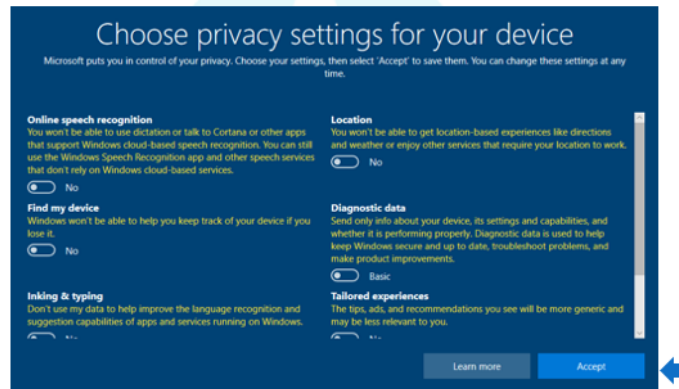 Choose privacy settings for your device
Microsoft puts you in control of your privacy. Choose your settings, then select 'Accept' to save them. You can change these settings at any
time.
Online speech recognition
You won't be able to use dictation or talk to Cortana or other apps
that support Windows cloud-based speech recognition. You can still
use the Windows Speech Recognition app and other speech services
that don't rely on Windows cloud-based services.
No
Find my device
Windows won't be able to help you keep track of your device if you
lose it.
No
Inking & typing
Don't use my data to help improve the language recognition and
suggestion capabilities of apps and services running on Windows.
Location
You won't be able to get location-based experiences like directions
and weather or enjoy other services that require your location to work.
No
Diagnostic data
Send only info about your device, its settings and capabilities, and
whether it is performing properly. Diagnostic data is used to help
keep Windows secure and up to date, troubleshoot problems, and
make product improvements.
Basic
Tailored experiences
The tips, ads, and recommendations you see will be more generic and
may be less relevant to you.
Learn more
Accept